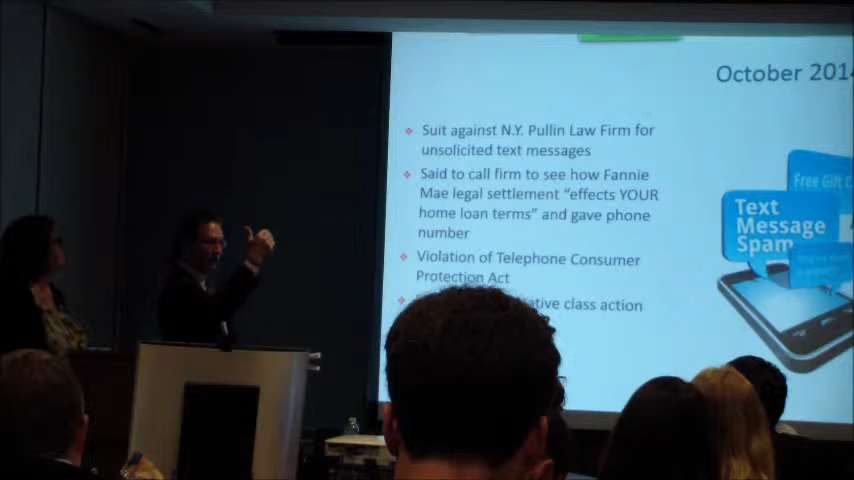 October 2014
Suit against N.Y. Pullin Law Firm for
unsolicited text messages
Said to call firm to see how Fannie
Mae legal settlement “effects YOUR
home loan terms” and gave phone
number
Violation of Telephone Consumer
Protection Act
ative class action
Free Gift C
Text
Message
Spam